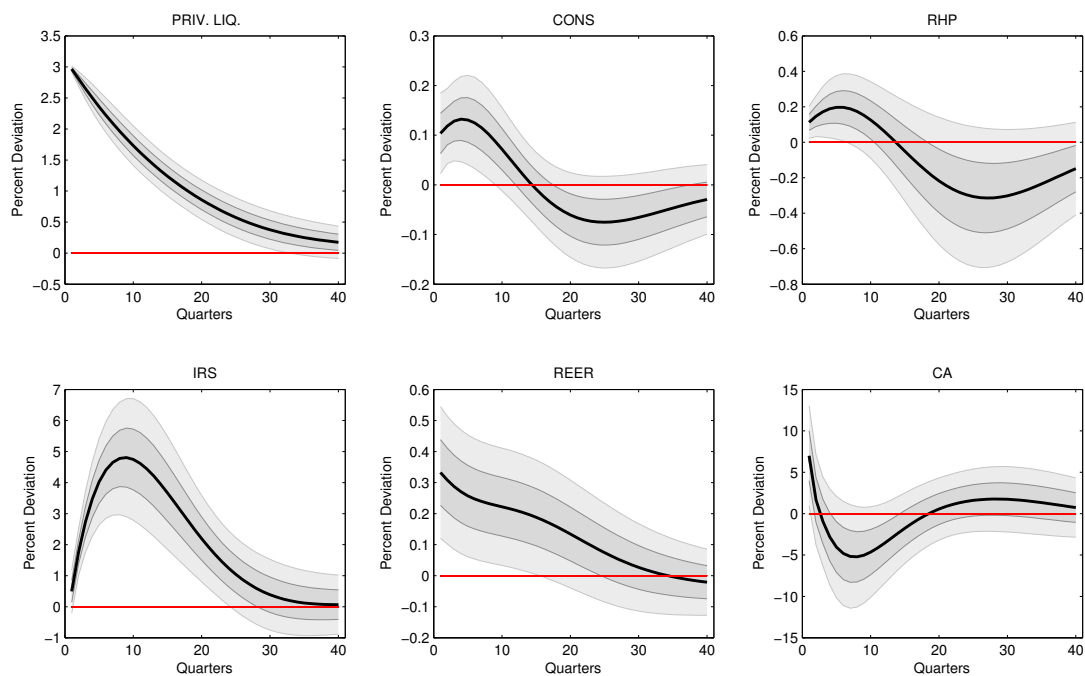 PRIV. LIQ.
3.5
3
2.5
2
1.5
1
0.5
0
−0.5
Percent Deviation
0 10 20 30 40
Quarters
CONS
0.3
0.2
0.1
0
−0.1
−0.2
Percent Deviation
0 10 20 30 40
Quarters
RHP
0.6
0.4
0.2
0
−0.2
−0.4
−0.6
−0.8
Percent Deviation
0 10 20 30 40
Quarters
IRS
7
6
5
4
3
2
1
0
−1
Percent Deviation
0 10 20 30 40
Quarters
REER
0.6
0.5
0.4
0.3
0.2
0.1
0
−0.1
−0.2
Percent Deviation
0 10 20 30 40
Quarters
CA
15
10
5
0
−5
−10
−15
Percent Deviation
0 10 20 30 40
Quarters